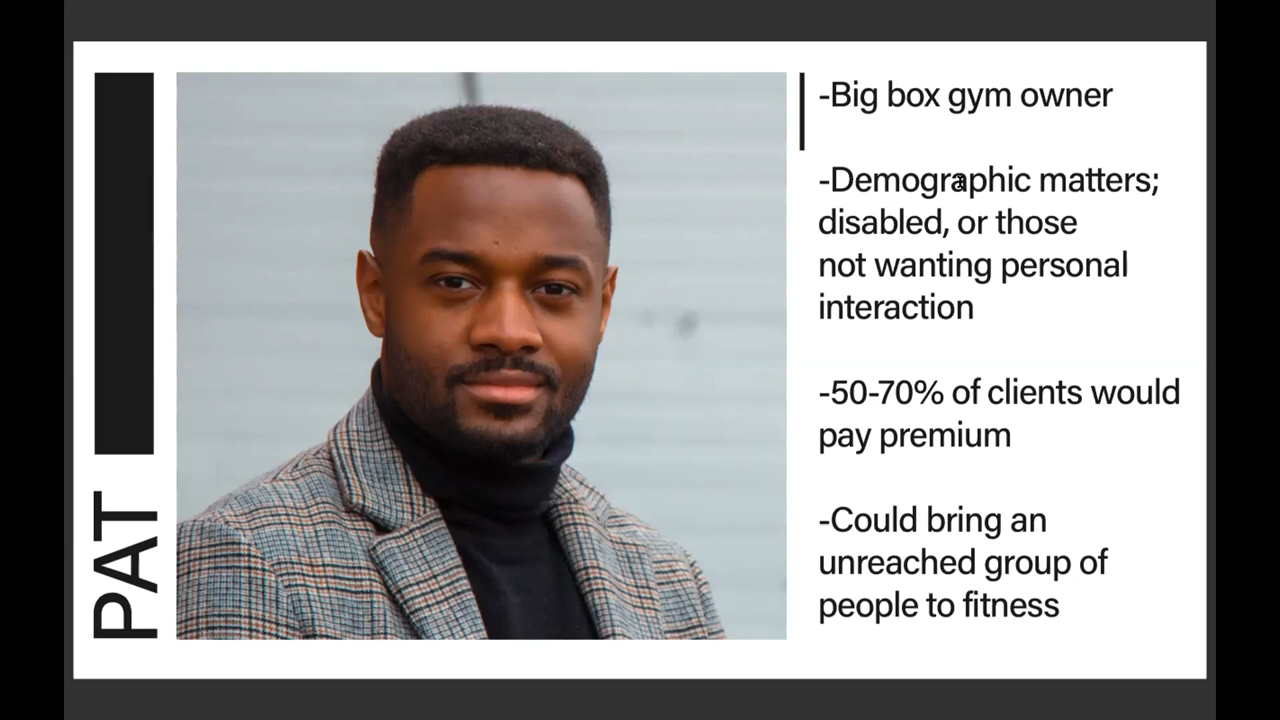 PAT
-Big box gym owner
-Demographic matters;
disabled, or those
not wanting personal
interaction
-50-70% of clients would
pay premium
-Could bring an
unreached group of
people to fitness